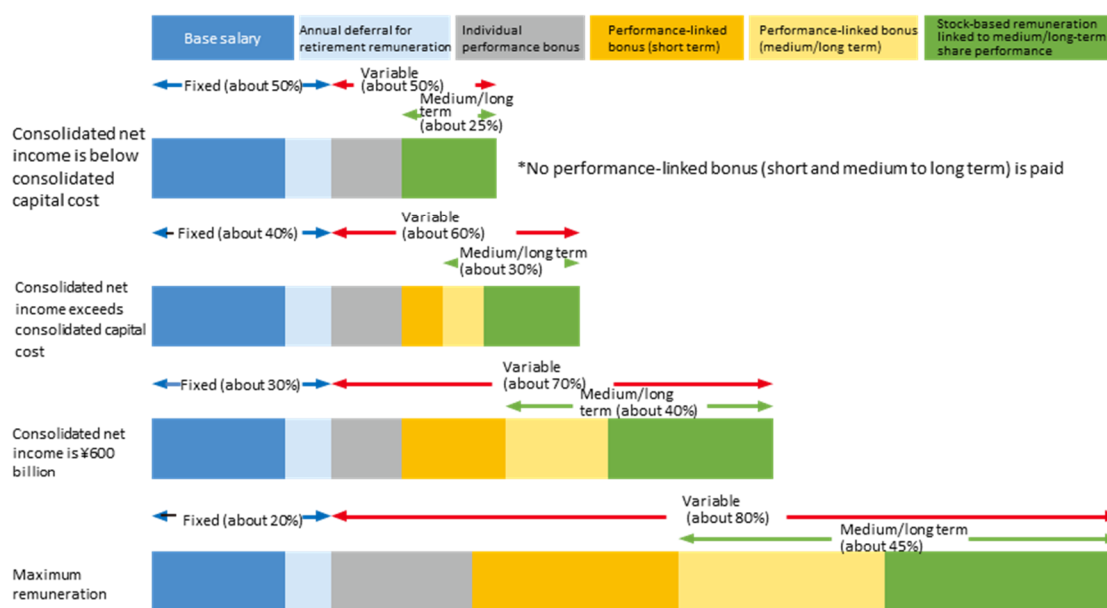 Base salary
Annual deferral for
retirement remuneration
Individual
performance bonus
Performance-linked
bonus (short term)
Performance-linked bonus
(medium/long term)
Stock-based remuneration
linked to medium/long-term
share performance
Fixed (about 50%)
Variable
(about 50%)
Medium/long
term
(about 25%)
Consolidated net
income is below
consolidated
capital cost
*No performance-linked bonus (short and medium to long term) is paid
Fixed (about 40%)
Variable
(about 60%)
Medium/long term
(about 30%)
Consolidated net
income exceeds
consolidated capital
cost
Fixed (about 30%)
Variable
(about 70%)
Medium/long
term (about 40%)
Consolidated net
income is ¥600
billion
Fixed (about 20%)
Variable
(about 80%)
Medium/long term
(about 45%)
Maximum
remuneration